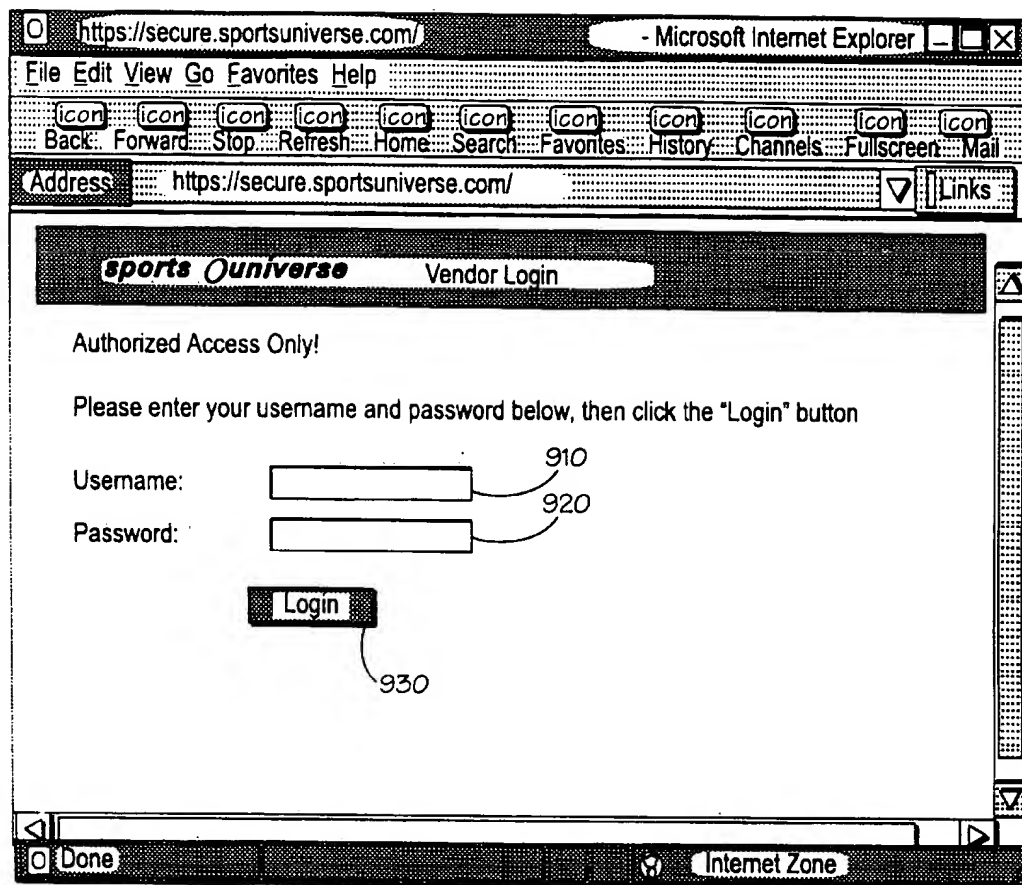 https://secure.sportsuniverse.com/ - Microsoft Internet Explorer
File Edit View Go Favorites Help
icon icon icon icon icon icon icon icon icon icon icon
Back Forward Stop Refresh Home Search Favorites History Channels Fullscreen Mail
Address https://secure.sportsuniverse.com/ Links
sports universe Vendor Login
Authorized Access Only!
Please enter your username and password below, then click the "Login" button
Username: 910
Password: 920
Login
930
Done Internet Zone